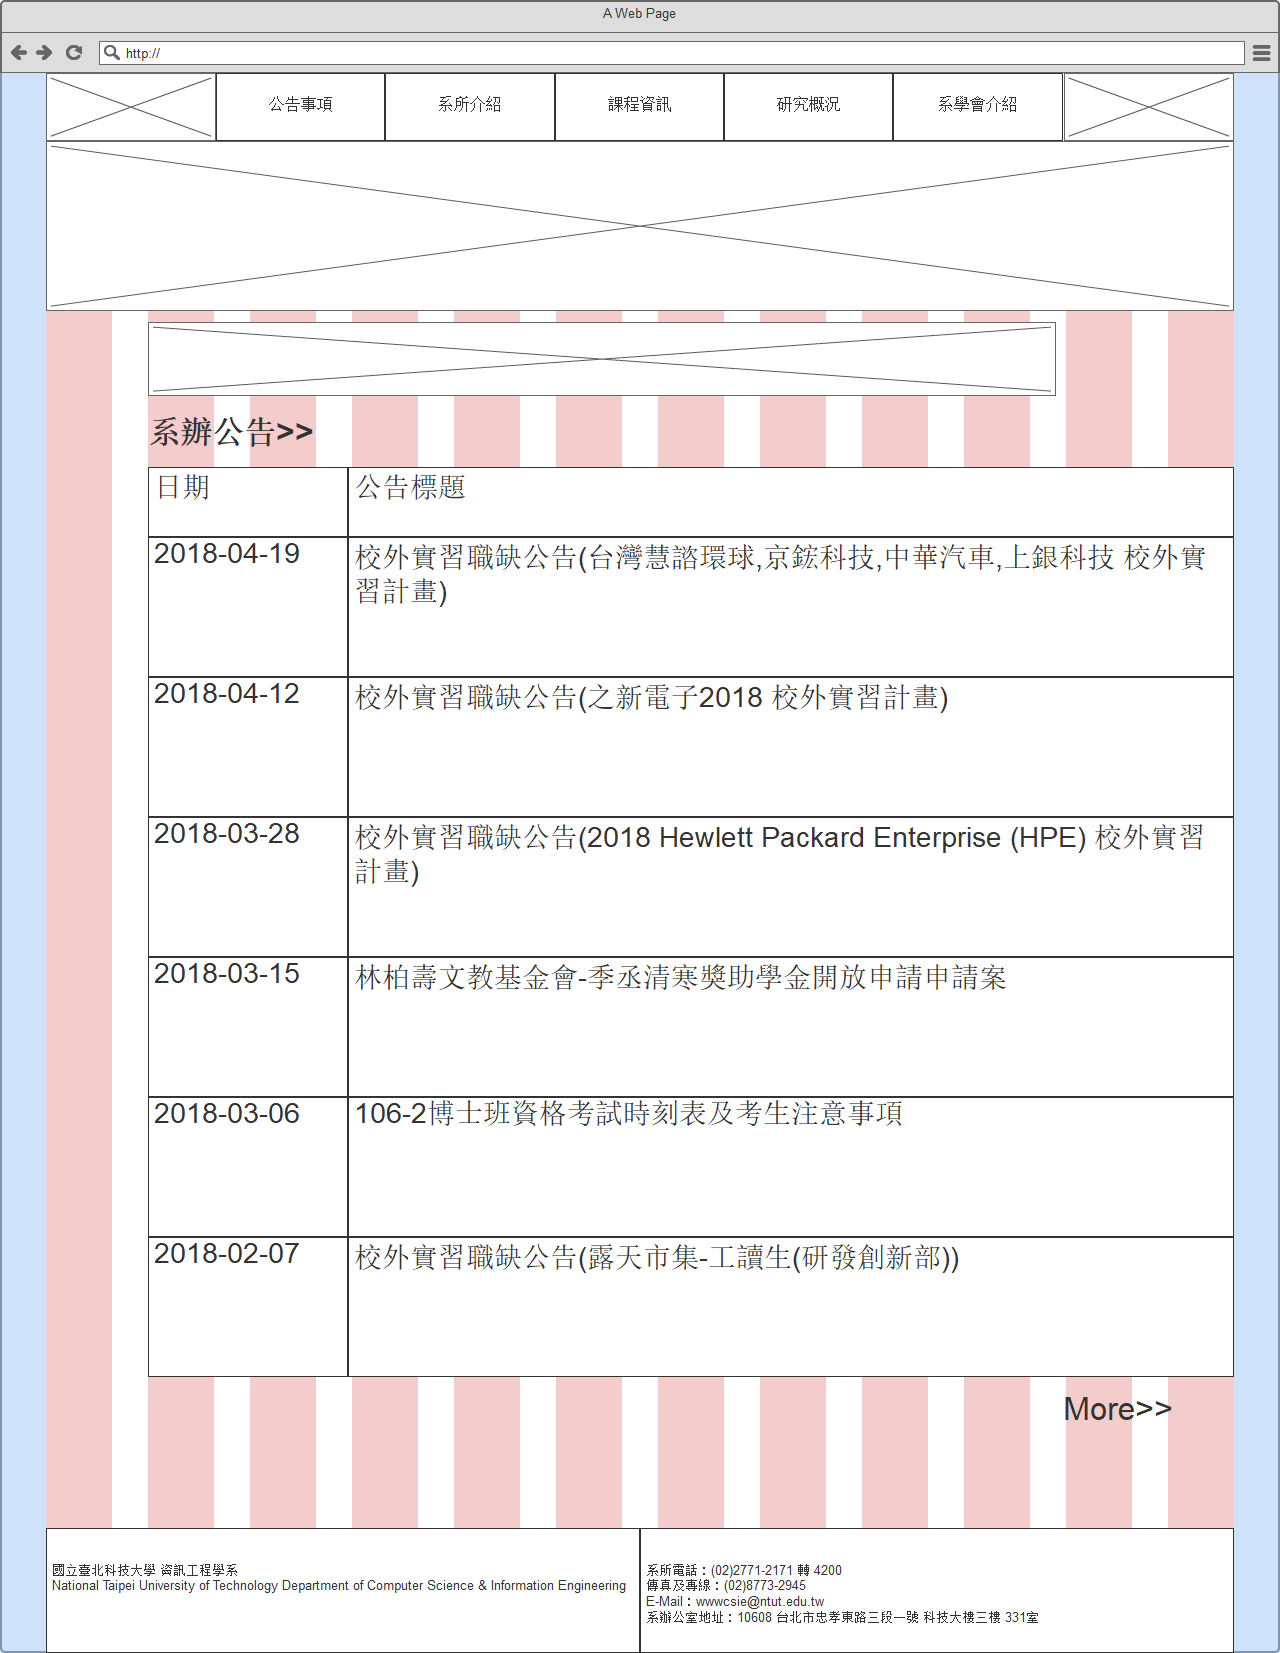 A Web Page
http://
公告事項 系所介紹 課程資訊 研究概況 系學會介紹
系辦公告>>
日期 公告標題
2018-04-19 校外實習職缺公告(台灣慧諮環球,京鋐科技,中華汽車,上銀科技 校外實
習計畫)
2018-04-12 校外實習職缺公告(之新電子2018 校外實習計畫)
2018-03-28 校外實習職缺公告(2018 Hewlett Packard Enterprise (HPE) 校外實習
計畫)
2018-03-15 林柏壽文教基金會-季丞清寒獎助學金開放申請申請案
2018-03-06 106-2博士班資格考試時刻表及考生注意事項
2018-02-07 校外實習職缺公告(露天市集-工讀生(研發創新部))
More>>
國立臺北科技大學 資訊工程學系
National Taipei University of Technology Department of Computer Science & Information Engineering
系所電話：(02)2771-2171 轉 4200
傳真及專線：(02)8773-2945
E-Mail：wwwcsie@ntut.edu.tw
系辦公室地址：10608 台北市忠孝東路三段一號 科技大樓三樓 331室